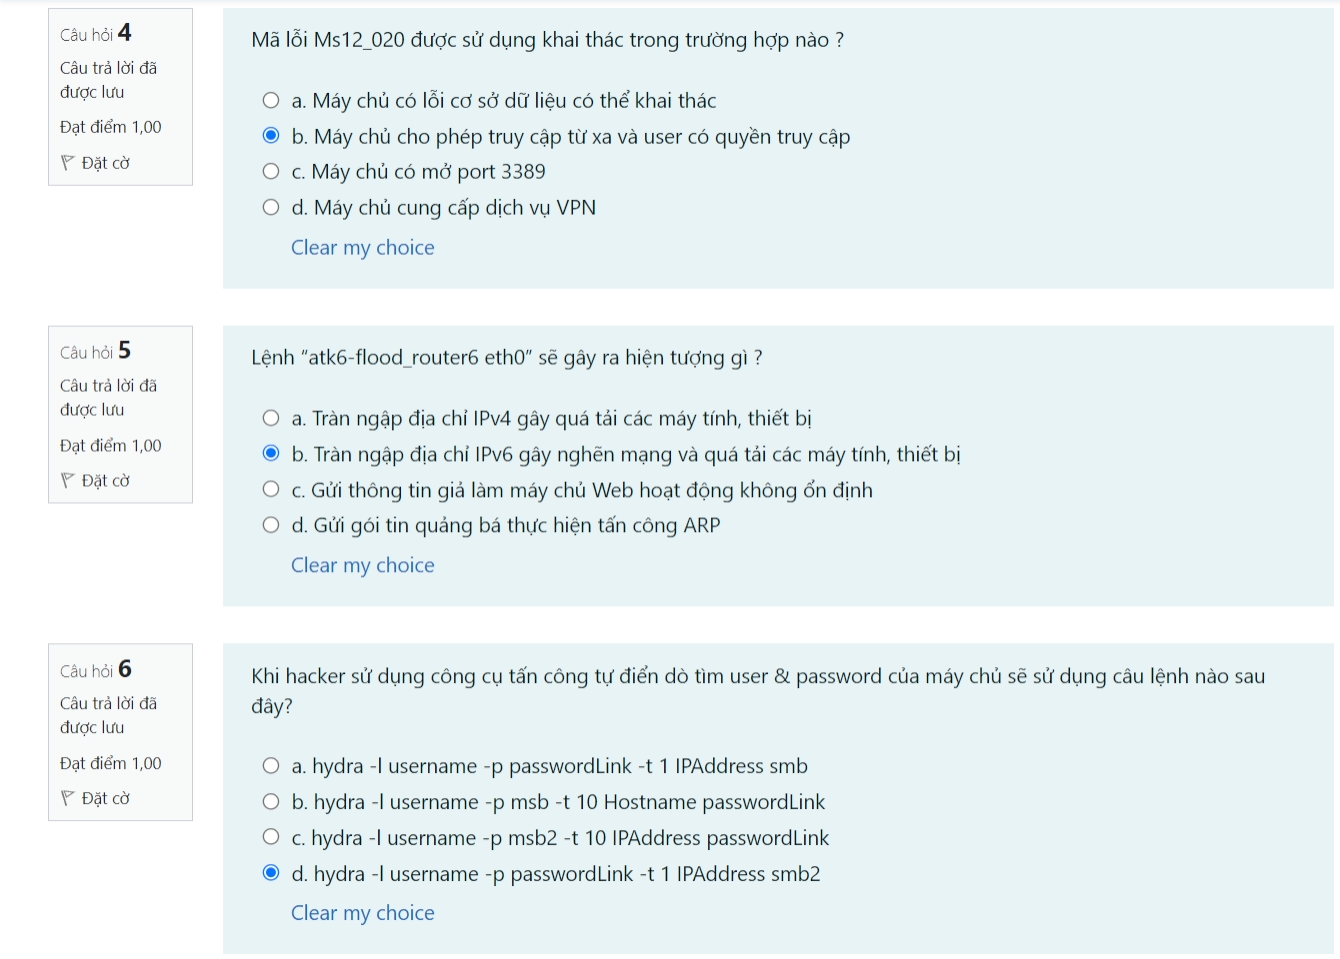 Câu hỏi 4
Câu trả lời đã
được lưu
Đạt điểm 1,00
Đặt cờ
Mã lỗi Ms12_020 được sử dụng khai thác trong trường hợp nào ?
a. Máy chủ có lỗi cơ sở dữ liệu có thể khai thác
b. Máy chủ cho phép truy cập từ xa và user có quyền truy cập
c. Máy chủ có mở port 3389
d. Máy chủ cung cấp dịch vụ VPN
Clear my choice
Câu hỏi 5
Câu trả lời đã
được lưu
Đạt điểm 1,00
Đặt cờ
Lệnh “atk6-flood_router6 eth0” sẽ gây ra hiện tượng gì ?
a. Tràn ngập địa chỉ IPv4 gây quá tải các máy tính, thiết bị
b. Tràn ngập địa chỉ IPv6 gây nghẽn mạng và quá tải các máy tính, thiết bị
c. Gửi thông tin giả làm máy chủ Web hoạt động không ổn định
d. Gửi gói tin quảng bá thực hiện tấn công ARP
Clear my choice
Câu hỏi 6
Câu trả lời đã
được lưu
Đạt điểm 1,00
Đặt cờ
Khi hacker sử dụng công cụ tấn công tự điển dò tìm user & password của máy chủ sẽ sử dụng câu lệnh nào sau
đây?
a. hydra -l username -p passwordLink -t 1 IPAddress smb
b. hydra -l username -p msb -t 10 Hostname passwordLink
c. hydra -l username -p msb2 -t 10 IPAddress passwordLink
d. hydra -l username -p passwordLink -t 1 IPAddress smb2
Clear my choice